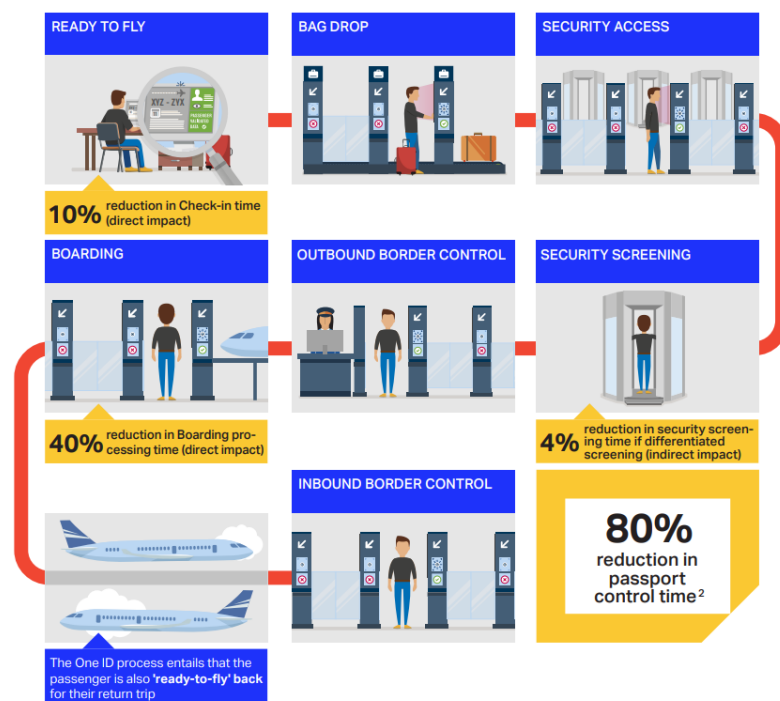 READY TO FLY
BAG DROP
SECURITY ACCESS
XYZ - ZYX
10% reduction in Check-in time
(direct impact)
BOARDING
OUTBOUND BORDER CONTROL
SECURITY SCREENING
40% reduction in Boarding pro-
cessing time (direct impact)
4% reduction in security screen-
ing time if differentiated
screening (indirect impact)
INBOUND BORDER CONTROL
80%
reduction in
passport
control time²
The One ID process entails that the
passenger is also 'ready-to-fly' back
for their return trip